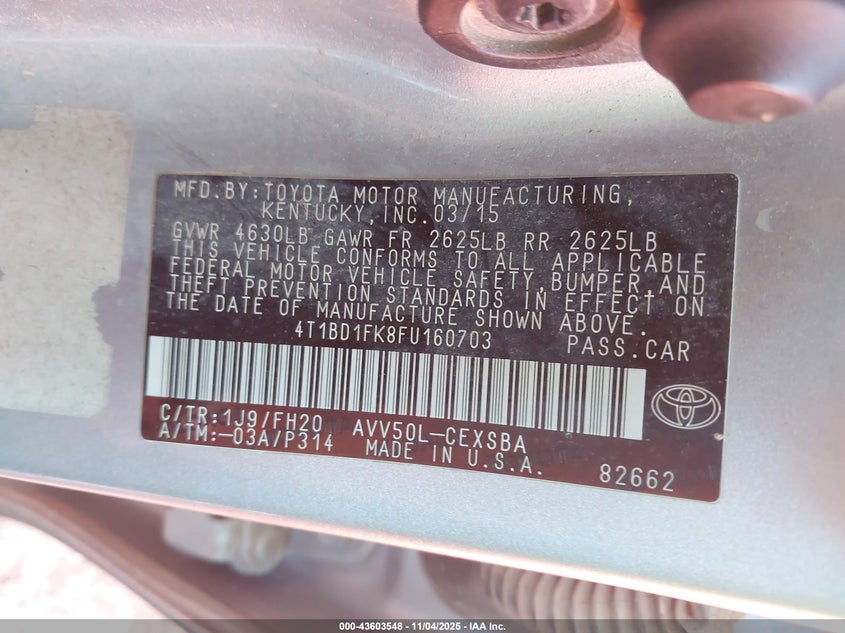 MFD.BY:TOYOTA MOTOR MANUFACTURING,
KENTUCKY,INC.03/15
GVWR 4630LB GAWR FR 2625LB RR 2625LB
THIS VEHICLE CONFORMS TO ALL APPLICABLE
FEDERAL MOTOR VEHICLE SAFETY,BUMPER,AND
THEFT PREVENTION STANDARDS IN EFFECT ON
THE DATE OF MANUFACTURE SHOWN ABOVE.
4T1BD1FK8FU160703 PASS.CAR
C/TR:1J9/FH20 AVV50L-CEXSBA
A/TM:-03A/P314 MADE IN U.S.A.
82662
000-43603548 - 11/04/2025 - IAA Inc.